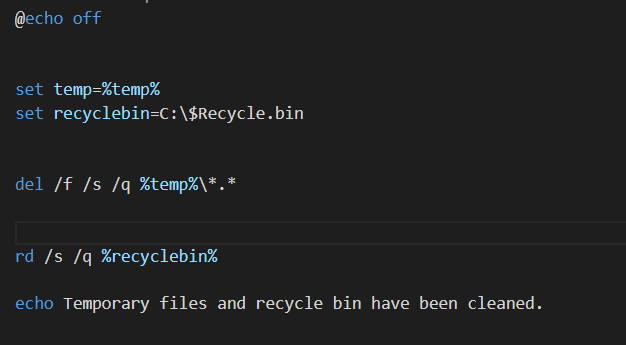 @echo off
set temp=%temp%
set recyclebin=C:\$Recycle.bin
del /f /s /q %temp%\*.*
rd /s /q %recyclebin%
echo Temporary files and recycle bin have been cleaned.